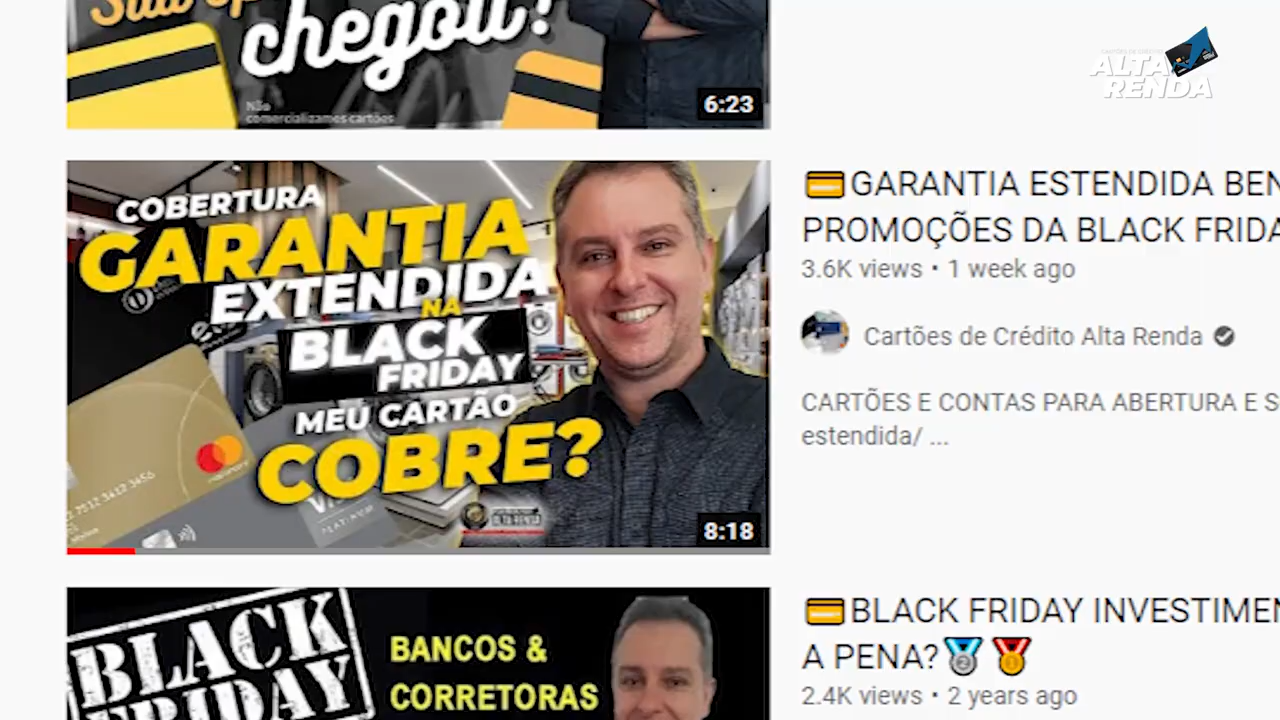 chegou!
Não
comercializamos cartões
6:23
ALTA
RENDA
COBERTURA
GARANTIA
EXTENDIDA
NA
BLACK
FRIDAY
MEU CARTÃO
COBRE?
ALTA RENDA
8:18
GARANTIA ESTENDIDA BEN
PROMOÇÕES DA BLACK FRIDA
3.6K views • 1 week ago
Cartões de Crédito Alta Renda
CARTÕES E CONTAS PARA ABERTURA E S
estendida/ ...
BLACK
FRIDAY
BANCOS &
CORRETORAS
BLACK FRIDAY INVESTIMEN
A PENA?
2.4K views • 2 years ago